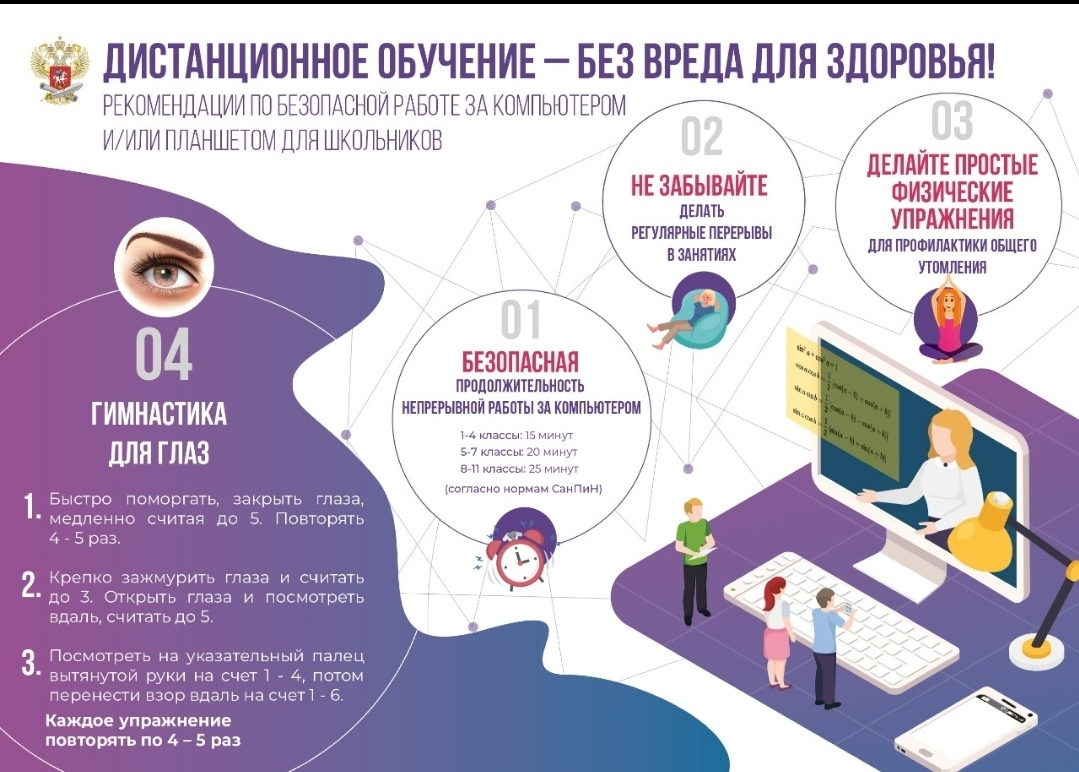 ДИСТАНЦИОННОЕ ОБУЧЕНИЕ – БЕЗ ВРЕДА ДЛЯ ЗДОРОВЬЯ!
РЕКОМЕНДАЦИИ ПО БЕЗОПАСНОЙ РАБОТЕ ЗА КОМПЬЮТЕРОМ
И/ИЛИ ПЛАНШЕТОМ ДЛЯ ШКОЛЬНИКОВ
01
БЕЗОПАСНАЯ
ПРОДОЛЖИТЕЛЬНОСТЬ
НЕПРЕРЫВНОЙ РАБОТЫ ЗА КОМПЬЮТЕРОМ
1-4 классы: 15 минут
5-7 классы: 20 минут
8-11 классы: 25 минут
(согласно нормам СанПиН)
02
НЕ ЗАБЫВАЙТЕ
ДЕЛАТЬ
РЕГУЛЯРНЫЕ ПЕРЕРЫВЫ
В ЗАНЯТИЯХ
03
ДЕЛАЙТЕ ПРОСТЫЕ
ФИЗИЧЕСКИЕ
УПРАЖНЕНИЯ
ДЛЯ ПРОФИЛАКТИКИ ОБЩЕГО
УТОМЛЕНИЯ
04
ГИМНАСТИКА
ДЛЯ ГЛАЗ
1. Быстро поморгать, закрыть глаза,
медленно считая до 5. Повторять
4 - 5 раз.
2. Крепко зажмурить глаза и считать
до 3. Открыть глаза и посмотреть
вдаль, считать до 5.
3. Посмотреть на указательный палец
вытянутой руки на счет 1 - 4, потом
перенести взор вдаль на счет 1 - 6.
Каждое упражнение
повторять по 4 – 5 раз